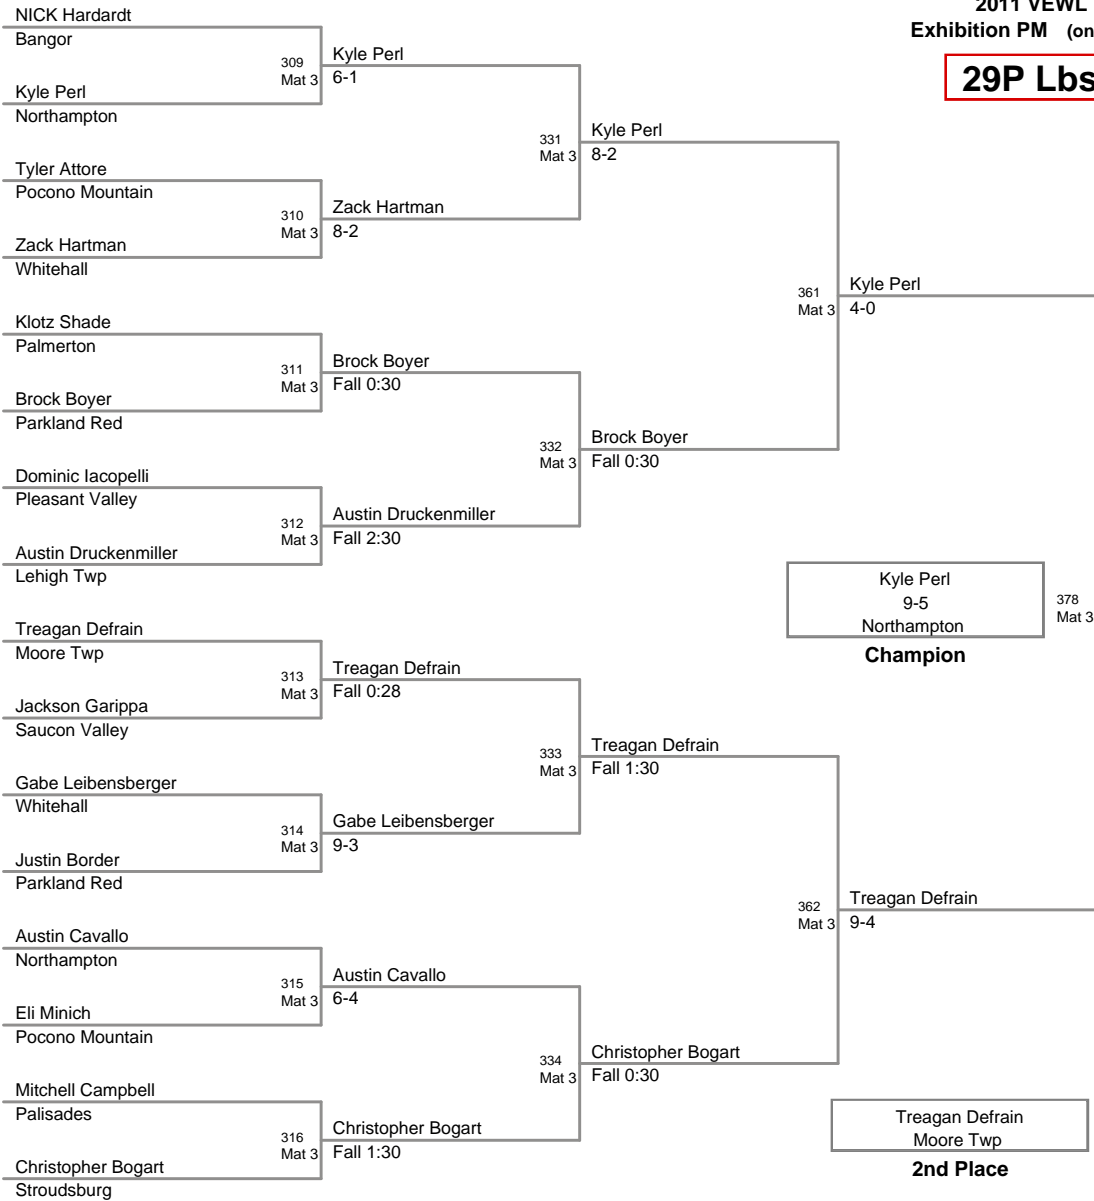 2011 VEWL
Exhibition PM (on
29P Lbs
NICK Hardardt
Bangor
309
Mat 3
Kyle Perl
6-1
Kyle Perl
Northampton
331
Mat 3
Kyle Perl
8-2
Tyler Attore
Pocono Mountain
310
Mat 3
Zack Hartman
8-2
Zack Hartman
Whitehall
361
Mat 3
Kyle Perl
4-0
Klotz Shade
Palmerton
311
Mat 3
Brock Boyer
Fall 0:30
Brock Boyer
Parkland Red
332
Mat 3
Brock Boyer
Fall 0:30
Dominic Iacopelli
Pleasant Valley
312
Mat 3
Austin Druckenmiller
Fall 2:30
Austin Druckenmiller
Lehigh Twp
Kyle Perl
9-5
Northampton
378
Mat 3
Champion
Treagan Defrain
Moore Twp
313
Mat 3
Treagan Defrain
Fall 0:28
Jackson Garippa
Saucon Valley
333
Mat 3
Treagan Defrain
Fall 1:30
Gabe Leibensberger
Whitehall
314
Mat 3
Gabe Leibensberger
9-3
Justin Border
Parkland Red
362
Mat 3
Treagan Defrain
9-4
Austin Cavallo
Northampton
315
Mat 3
Austin Cavallo
6-4
Eli Minich
Pocono Mountain
334
Mat 3
Christopher Bogart
Fall 0:30
Mitchell Campbell
Palisades
316
Mat 3
Christopher Bogart
Fall 1:30
Christopher Bogart
Stroudsburg
Treagan Defrain
Moore Twp
2nd Place